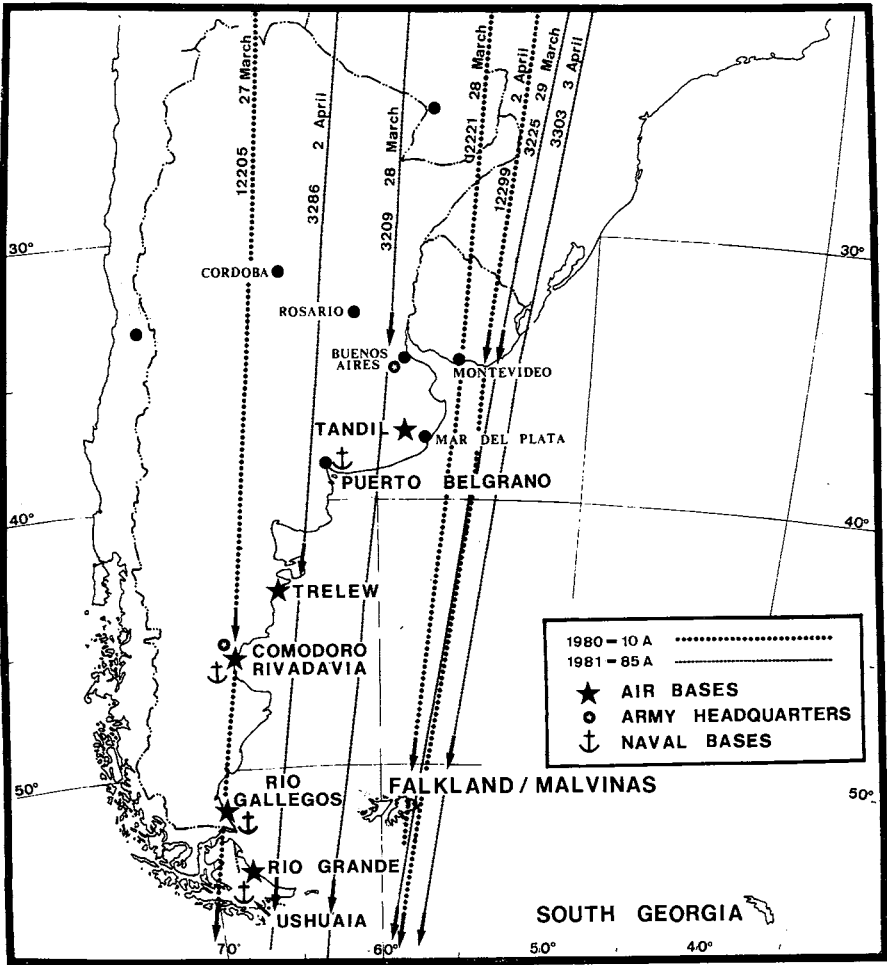 12205 27 March
3286 2 April
3209 28 March
12221 28 March
12299 2 April
3225 29 March
3303 3 April
30°
30°
CORDOBA
ROSARIO
BUENOS
AIRES
MONTEVIDEO
TANDIL
MAR DEL PLATA
PUERTO BELGRANO
40°
40°
TRELEW
COMODORO
RIVADAVIA
1980-10 A
1981-85 A
AIR BASES
ARMY HEADQUARTERS
NAVAL BASES
RIO
GALLEGOS
FALKLAND / MALVINAS
50°
50°
RIO GRANDE
USHUAIA
SOUTH GEORGIA
70°
60°
50°
40°